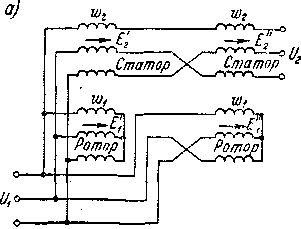 а)
w₂ w₂
E₂′ E₂″
U₂
Статор Статор
w₁ w₁
E₁′ E₁″
Ротор Ротор
U₁